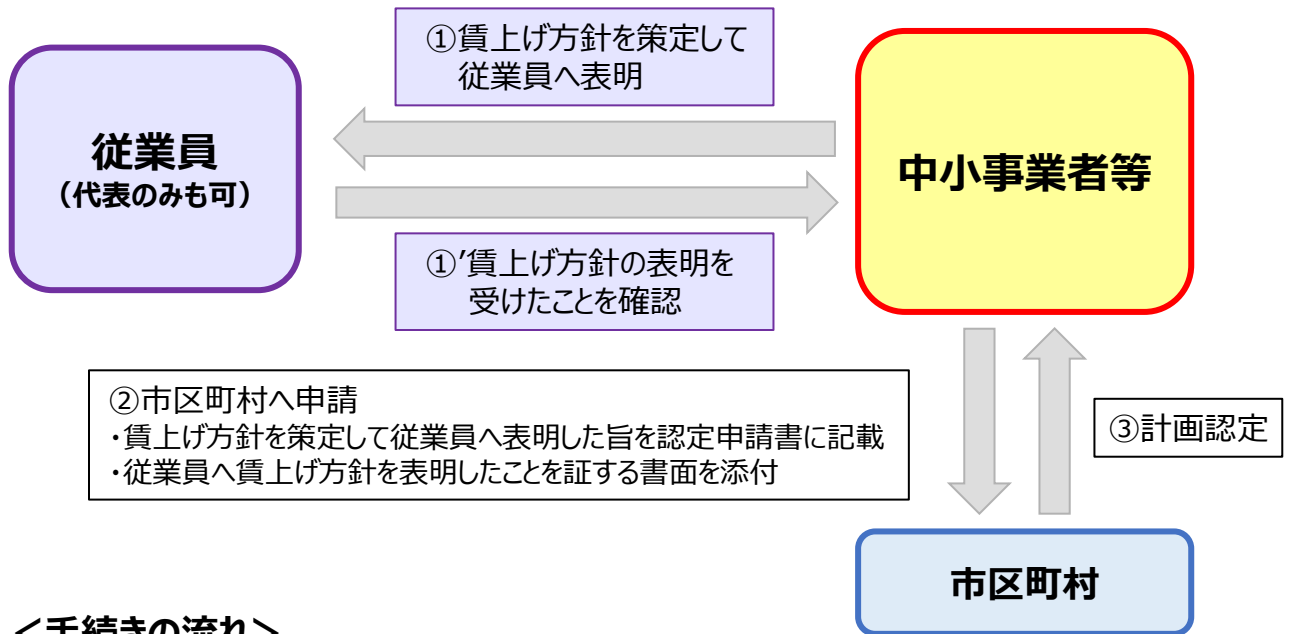 ①賃上げ方針を策定して
従業員へ表明
従業員
（代表のみも可）
中小事業者等
①’賃上げ方針の表明を
受けたことを確認
②市区町村へ申請
・賃上げ方針を策定して従業員へ表明した旨を認定申請書に記載
・従業員へ賃上げ方針を表明したことを証する書面を添付
③計画認定
市区町村
＜手続きの流れ＞